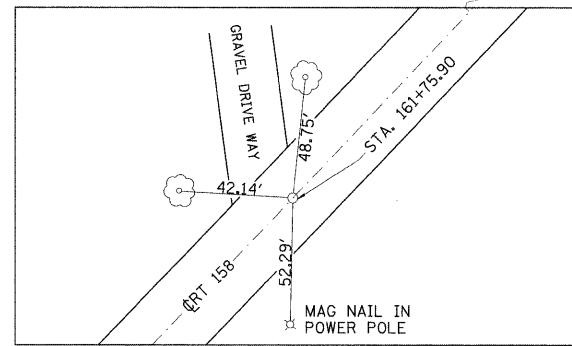 GRAVEL DRIVE WAY
48.75'
STA. 161+75.90
42.14'
52.29'
℄RT 158
MAG NAIL IN
POWER POLE